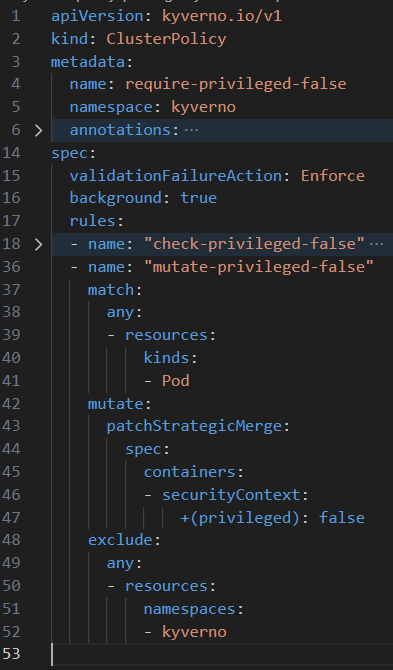 1 apiVersion: kyverno.io/v1
2 kind: ClusterPolicy
3 metadata:
4   name: require-privileged-false
5   namespace: kyverno
6 >   annotations: ...
14 spec:
15   validationFailureAction: Enforce
16   background: true
17   rules:
18 >   - name: "check-privileged-false" ...
36   - name: "mutate-privileged-false"
37     match:
38       any:
39       - resources:
40           kinds:
41           - Pod
42     mutate:
43       patchStrategicMerge:
44         spec:
45           containers:
46           - securityContext:
47               +(privileged): false
48     exclude:
49       any:
50       - resources:
51           namespaces:
52           - kyverno
53